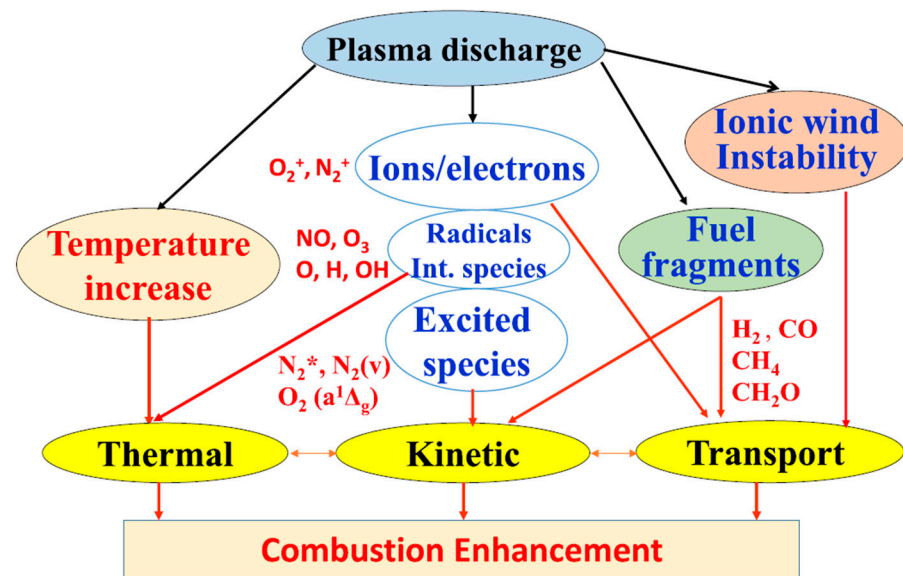 Plasma discharge
Ionic wind
Instability
O₂⁺, N₂⁺
Ions/electrons
Temperature
increase
NO, O₃
O, H, OH
Radicals
Int. species
Fuel
fragments
Excited
species
N₂*, N₂(v)
O₂ (a¹Δg)
H₂ , CO
CH₄
CH₂O
Thermal
Kinetic
Transport
Combustion Enhancement